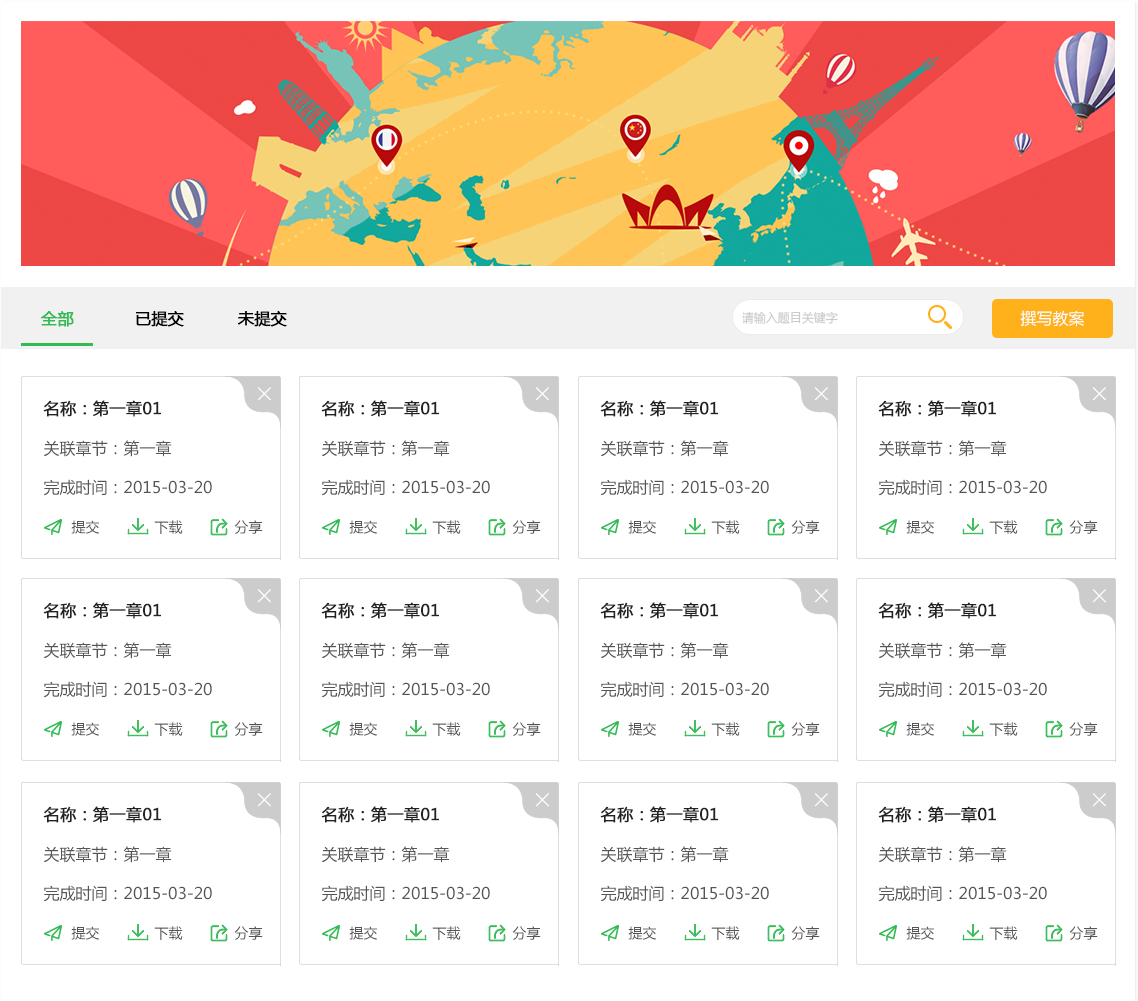 全部 已提交 未提交 请输入题目关键字 撰写教案
名称：第一章01 名称：第一章01 名称：第一章01 名称：第一章01
关联章节：第一章 关联章节：第一章 关联章节：第一章 关联章节：第一章
完成时间：2015-03-20 完成时间：2015-03-20 完成时间：2015-03-20 完成时间：2015-03-20
提交 下载 分享 提交 下载 分享 提交 下载 分享 提交 下载 分享
名称：第一章01 名称：第一章01 名称：第一章01 名称：第一章01
关联章节：第一章 关联章节：第一章 关联章节：第一章 关联章节：第一章
完成时间：2015-03-20 完成时间：2015-03-20 完成时间：2015-03-20 完成时间：2015-03-20
提交 下载 分享 提交 下载 分享 提交 下载 分享 提交 下载 分享
名称：第一章01 名称：第一章01 名称：第一章01 名称：第一章01
关联章节：第一章 关联章节：第一章 关联章节：第一章 关联章节：第一章
完成时间：2015-03-20 完成时间：2015-03-20 完成时间：2015-03-20 完成时间：2015-03-20
提交 下载 分享 提交 下载 分享 提交 下载 分享 提交 下载 分享